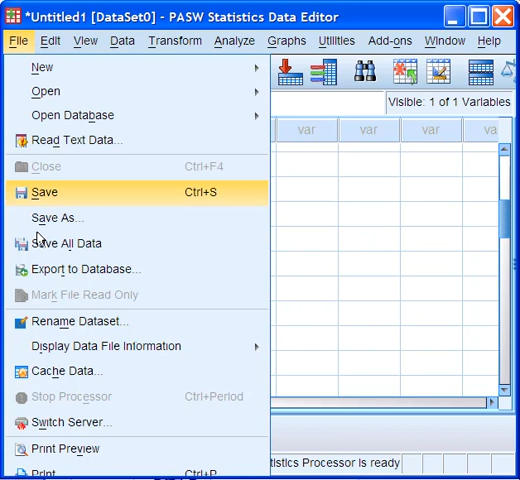 *Untitled1 [DataSet0] - PASW Statistics Data Editor
File Edit View Data Transform Analyze Graphs Utilities Add-ons Window Help
New
Open
Open Database
Read Text Data...
Close Ctrl+F4
Save Ctrl+S
Save As...
Save All Data
Export to Database...
Mark File Read Only
Rename Dataset...
Display Data File Information
Cache Data...
Stop Processor Ctrl+Period
Switch Server...
Print Preview
Print... Ctrl+P
Visible: 1 of 1 Variables
var var var va
tistics Processor is ready